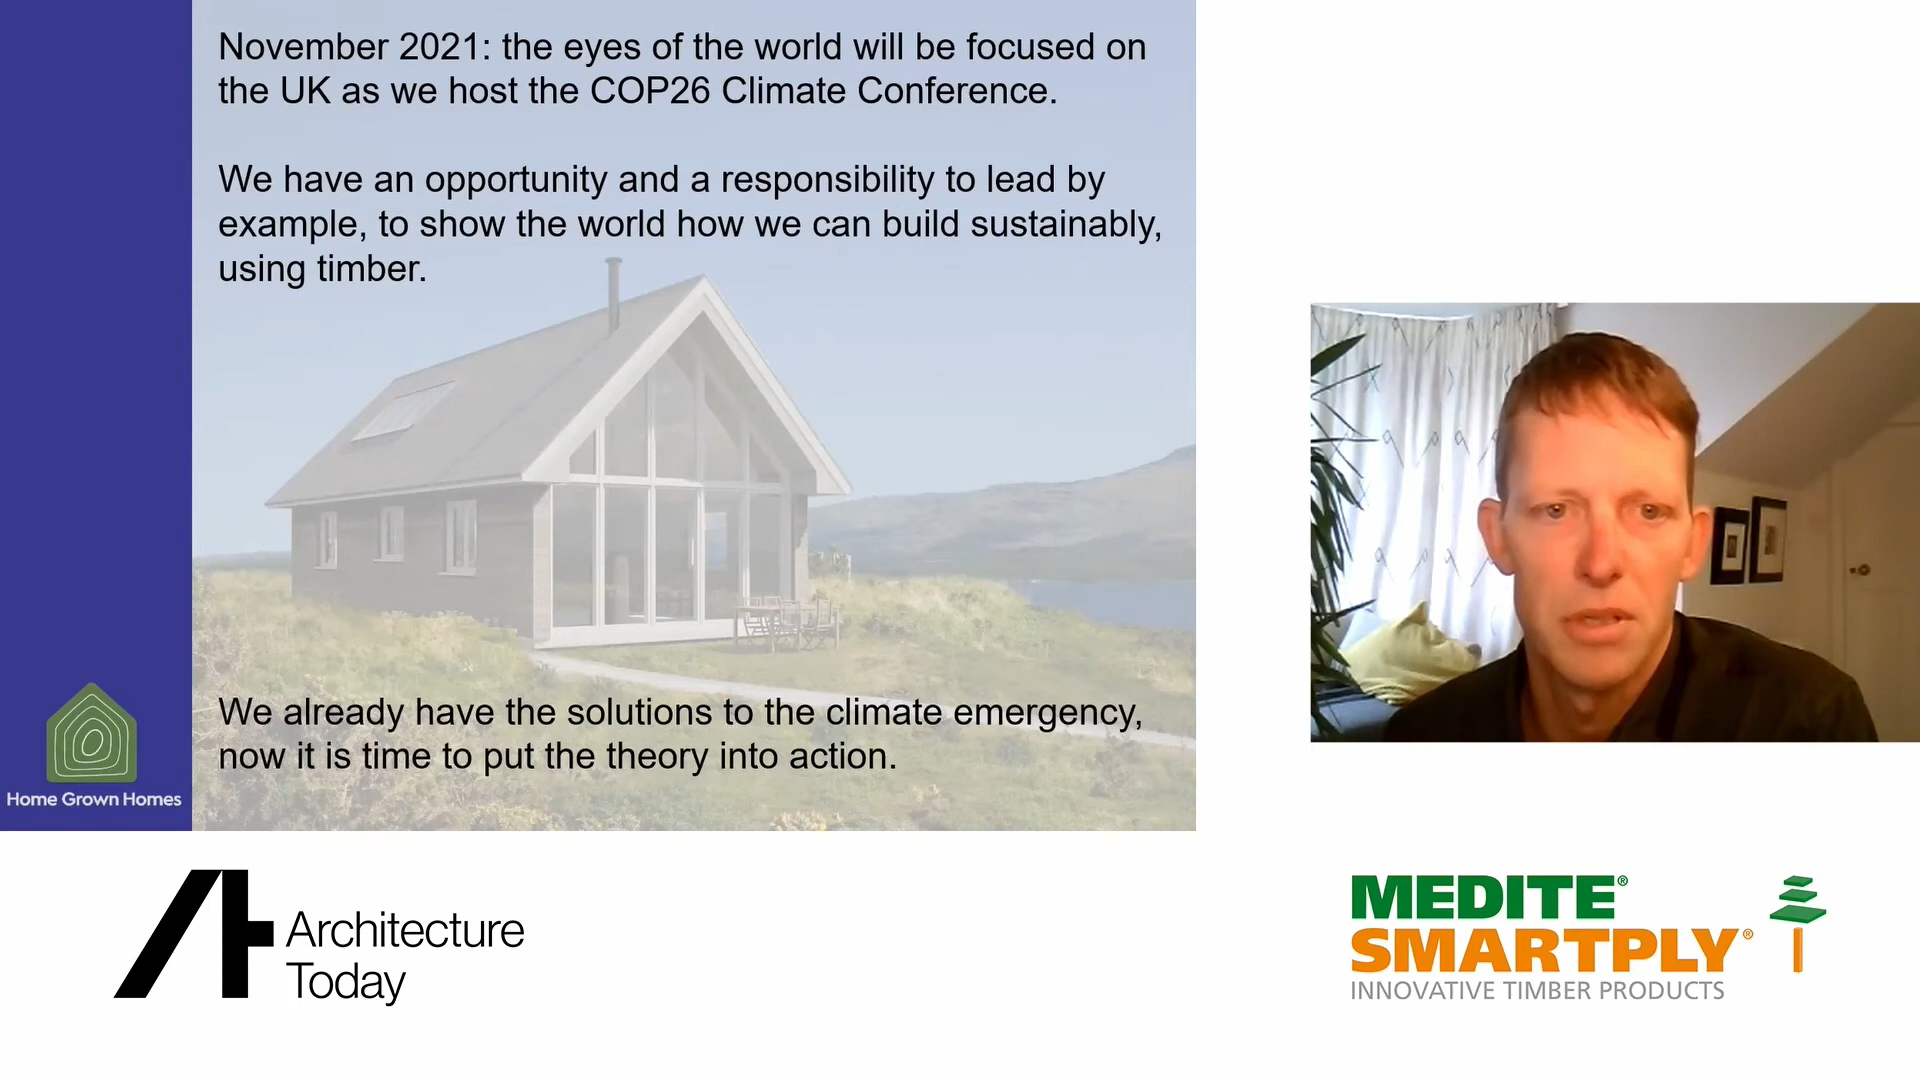 November 2021: the eyes of the world will be focused on
the UK as we host the COP26 Climate Conference.
We have an opportunity and a responsibility to lead by
example, to show the world how we can build sustainably,
using timber.
We already have the solutions to the climate emergency,
now it is time to put the theory into action.
Home Grown Homes
Architecture
Today
MEDITE®
SMARTPLY®
INNOVATIVE TIMBER PRODUCTS